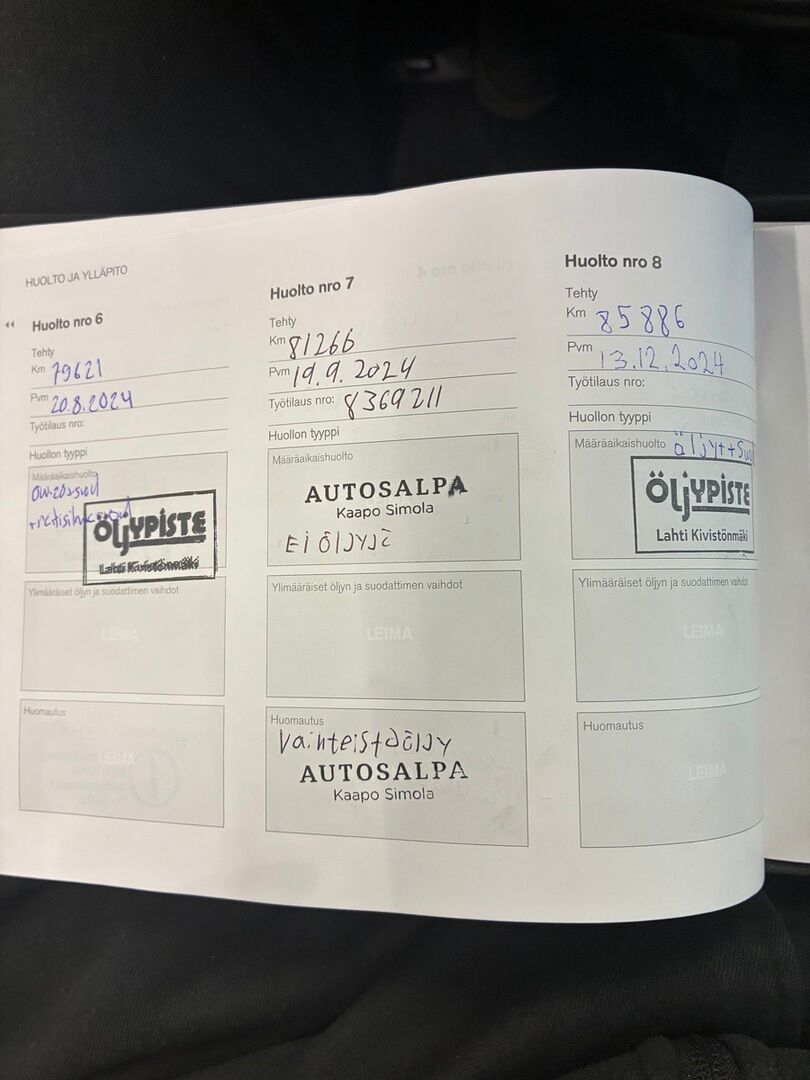 HUOLTO JA YLLÄPITO
Huolto nro 6
Tehty
Km 79621
Pvm 20.8.2024
Työtilaus nro:
Huollon tyyppi
Määräaikaishuolto
ÖLJYPISTE
Lahti Kivistönmäki
Ylimääräiset öljyn ja suodattimen vaihdot
LEIMA
Huomautus
LEIMA
Huolto nro 7
Tehty
Km 81266
Pvm 19.9.2024
Työtilaus nro: 8369211
Huollon tyyppi
Määräaikaishuolto
AUTOSALPA
Kaapo Simola
Ei öljyjä
Ylimääräiset öljyn ja suodattimen vaihdot
LEIMA
Huomautus
Vaihteistoöljy
AUTOSALPA
Kaapo Simola
Huolto nro 8
Tehty
Km 85886
Pvm 13.12.2024
Työtilaus nro:
Huollon tyyppi
Määräaikaishuolto
ÖLJYPISTE
Lahti Kivistönmäki
Ylimääräiset öljyn ja suodattimen vaihdot
LEIMA
Huomautus
LEIMA